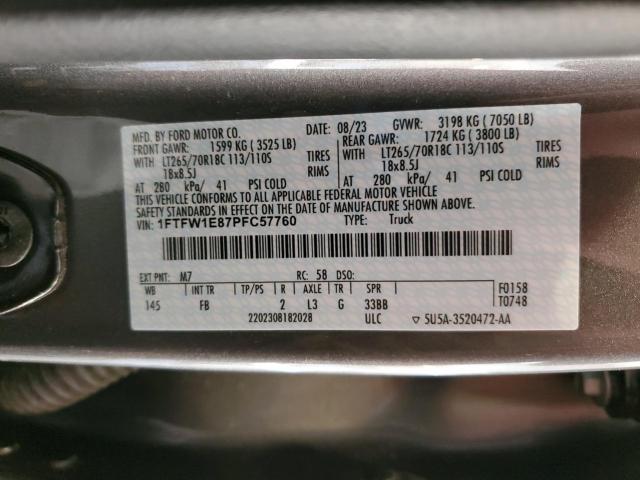 MFD. BY FORD MOTOR CO.
DATE: 08/23 GVWR: 3198 KG ( 7050 LB)
FRONT GAWR: 1599 KG ( 3525 LB)
REAR GAWR: 1724 KG ( 3800 LB)
WITH LT265/70R18C 113/110S TIRES
WITH LT265/70R18C 113/110S TIRES
18x8.5J RIMS
18x8.5J RIMS
AT 280 kPa/ 41 PSI COLD
AT 280 kPa/ 41 PSI COLD
THIS VEHICLE CONFORMS TO ALL APPLICABLE FEDERAL MOTOR VEHICLE
SAFETY AND THEFT PREVENTION STANDARDS IN EFFECT ON THE DATE OF
MANUFACTURE SHOWN ABOVE.
VIN: 1FTFW1E87PFC57760 TYPE: Truck
EXT PNT: M7 RC: 58 DSO: F0158
WB INT TR TP/PS R AXLE TR SPR T0748
145 FB 2 L3 G 33BB
2202308182028 ULC 5U5A-3520472-AA